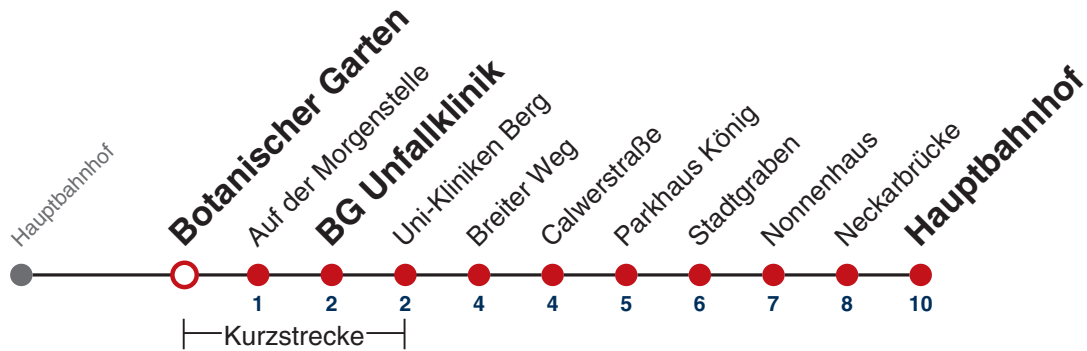 Hauptbahnhof
Botanischer Garten
Auf der Morgenstelle
BG Unfallklinik
Uni-Kliniken Berg
Breiter Weg
Calwerstraße
Parkhaus König
Stadtgraben
Nonnenhaus
Neckarbrücke
Hauptbahnhof
1 2 2 4 4 5 6 7 8 10
Kurzstrecke